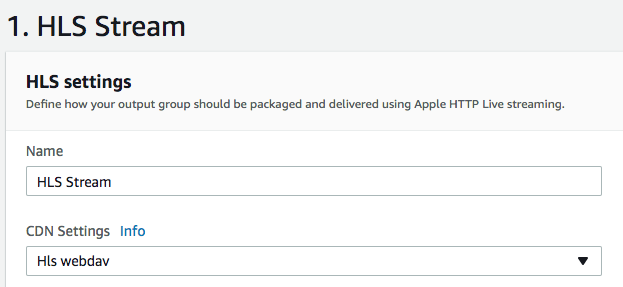 1. HLS Stream
HLS settings
Define how your output group should be packaged and delivered using Apple HTTP Live streaming.
Name
HLS Stream
CDN Settings Info
Hls webdav